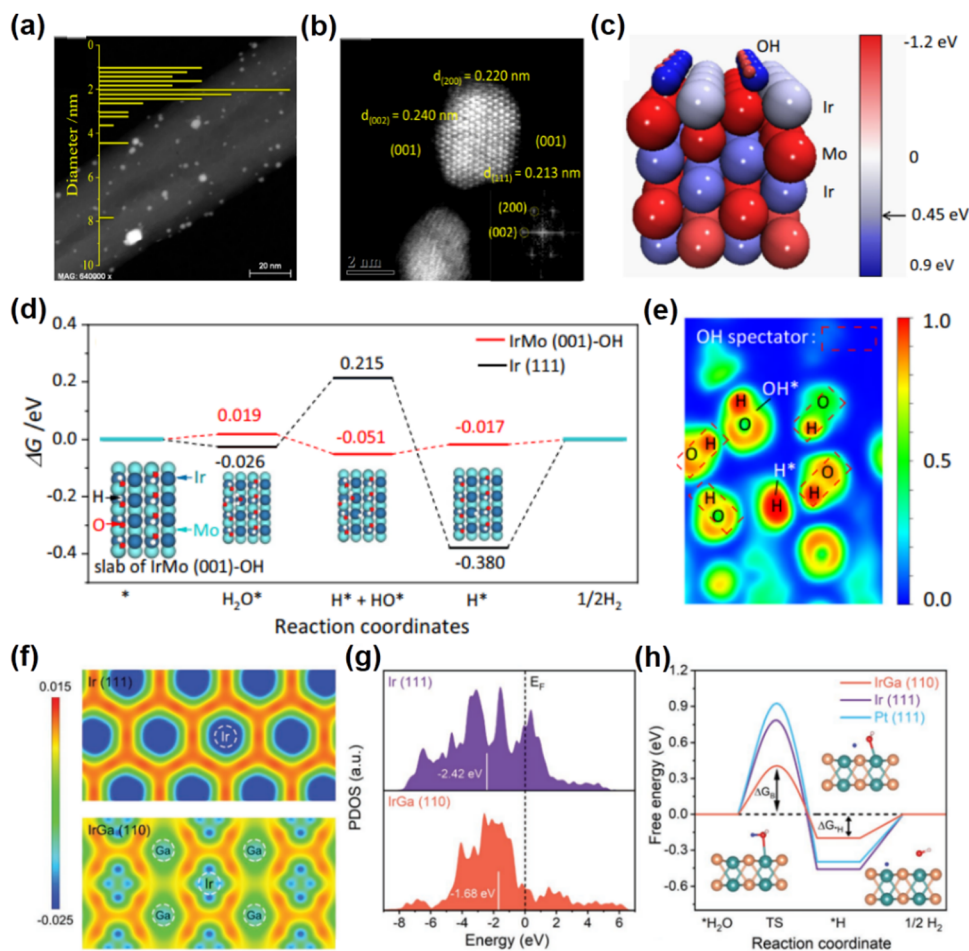 (a)
0
2
4
6
8
10
Diameter /nm
MAG: 640000 x
20 nm
(b)
d(200) = 0.220 nm
d(002) = 0.240 nm
(001)
(001)
d(111) = 0.213 nm
(200)
(002)
2 nm
(c)
OH
Ir
Mo
Ir
-1.2 eV
0
0.45 eV
0.9 eV
(d)
ΔG /eV
0.4
0.2
0.0
-0.2
-0.4
IrMo (001)-OH
Ir (111)
0.215
0.019
-0.051
-0.017
-0.026
-0.380
H
O
Ir
Mo
slab of IrMo (001)-OH
*
H₂O*
H* + HO*
H*
1/2H₂
Reaction coordinates
(e)
OH spectator :
OH*
H
O
O
H
H
O
H*
O
H
H
O
H
1.0
0.5
0.0
(f)
0.015
-0.025
Ir (111)
Ir
IrGa (110)
Ga
Ga
Ir
Ga
Ga
(g)
PDOS (a.u.)
Ir (111)
E_F
-2.42 eV
IrGa (110)
-1.68 eV
-8 -6 -4 -2 0 2 4 6
Energy (eV)
(h)
Free energy (eV)
1.2
0.9
0.6
0.3
0.0
-0.3
-0.6
IrGa (110)
Ir (111)
Pt (111)
ΔG_B
ΔG_*H
*H₂O
TS
*H
1/2 H₂
Reaction coordinate